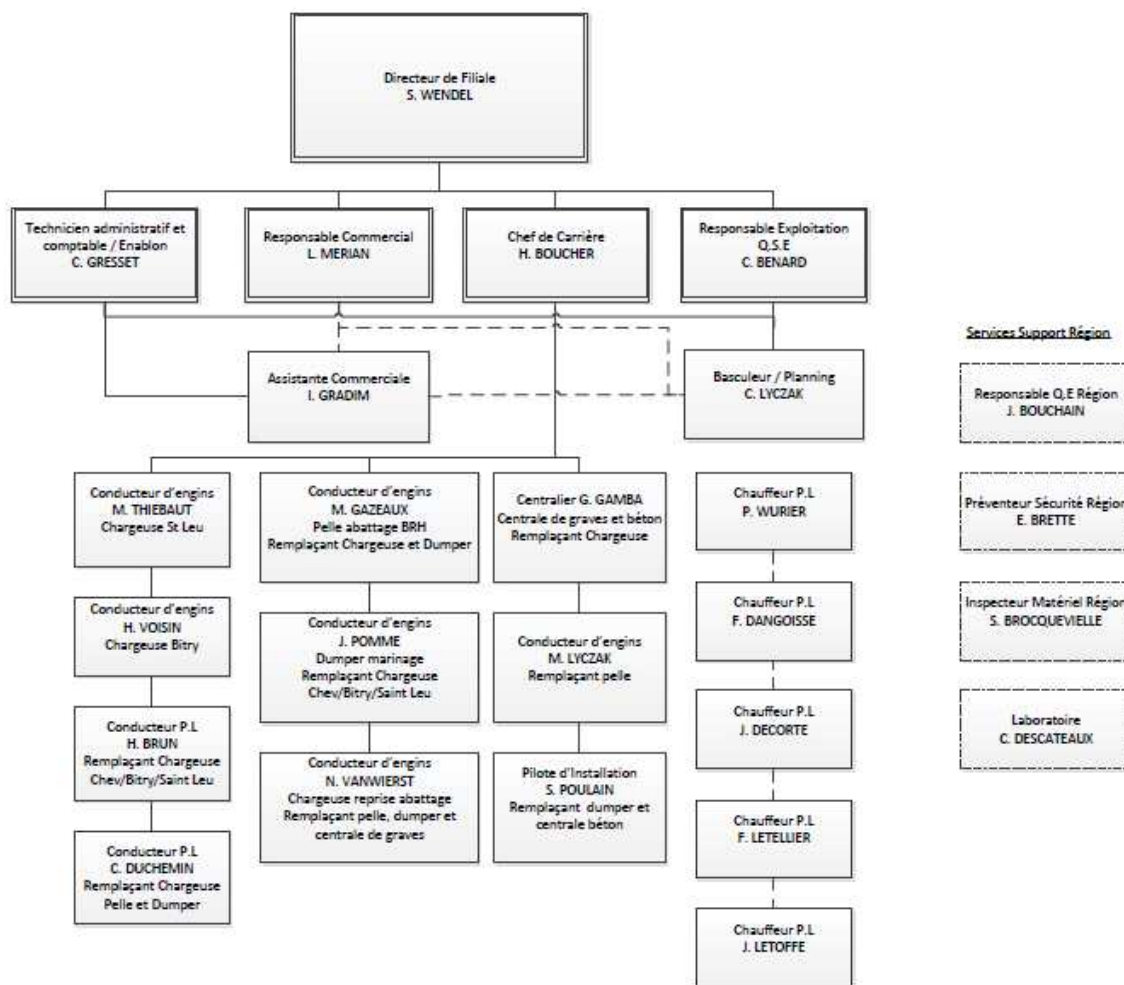 Directeur de Filiale
S. WENDEL
Technicien administratif et
comptable / Enablon
C. GRESSET
Responsable Commercial
L. MERIAN
Chef de Carrière
H. BOUCHER
Responsable Exploitation
Q.S.E
C. BENARD
Assistante Commerciale
I. GRADIM
Basculeur / Planning
C. LYCZAK
Conducteur d'engins
M. THIEBAUT
Chargeuse St Leu
Conducteur d'engins
H. VOISIN
Chargeuse Bitry
Conducteur P.L
H. BRUN
Remplaçant Chargeuse
Chev/Bitry/Saint Leu
Conducteur P.L
C. DUCHEMIN
Remplaçant Chargeuse
Pelle et Dumper
Conducteur d'engins
M. GAZEAUX
Pelle abattage BRH
Remplaçant Chargeuse et Dumper
Conducteur d'engins
J. POMME
Dumper marinage
Remplaçant Chargeuse
Chev/Bitry/Saint Leu
Conducteur d'engins
N. VANWIERST
Chargeuse reprise abattage
Remplaçant pelle, dumper et
centrale de graves
Centralier G. GAMBA
Centrale de graves et béton
Remplaçant Chargeuse
Conducteur d'engins
M. LYCZAK
Remplaçant pelle
Pilote d'Installation
S. POULAIN
Remplaçant dumper et
centrale béton
Chauffeur P.L
P. WURIER
Chauffeur P.L
F. DANGOISSE
Chauffeur P.L
J. DECORTE
Chauffeur P.L
F. LETELLIER
Chauffeur P.L
J. LETOFFE
Services Support Région
Responsable Q.E Région
J. BOUCHAIN
Préventeur Sécurité Région
E. BRETTE
Inspecteur Matériel Région
S. BROCQUEVIELLE
Laboratoire
C. DESCATEAUX